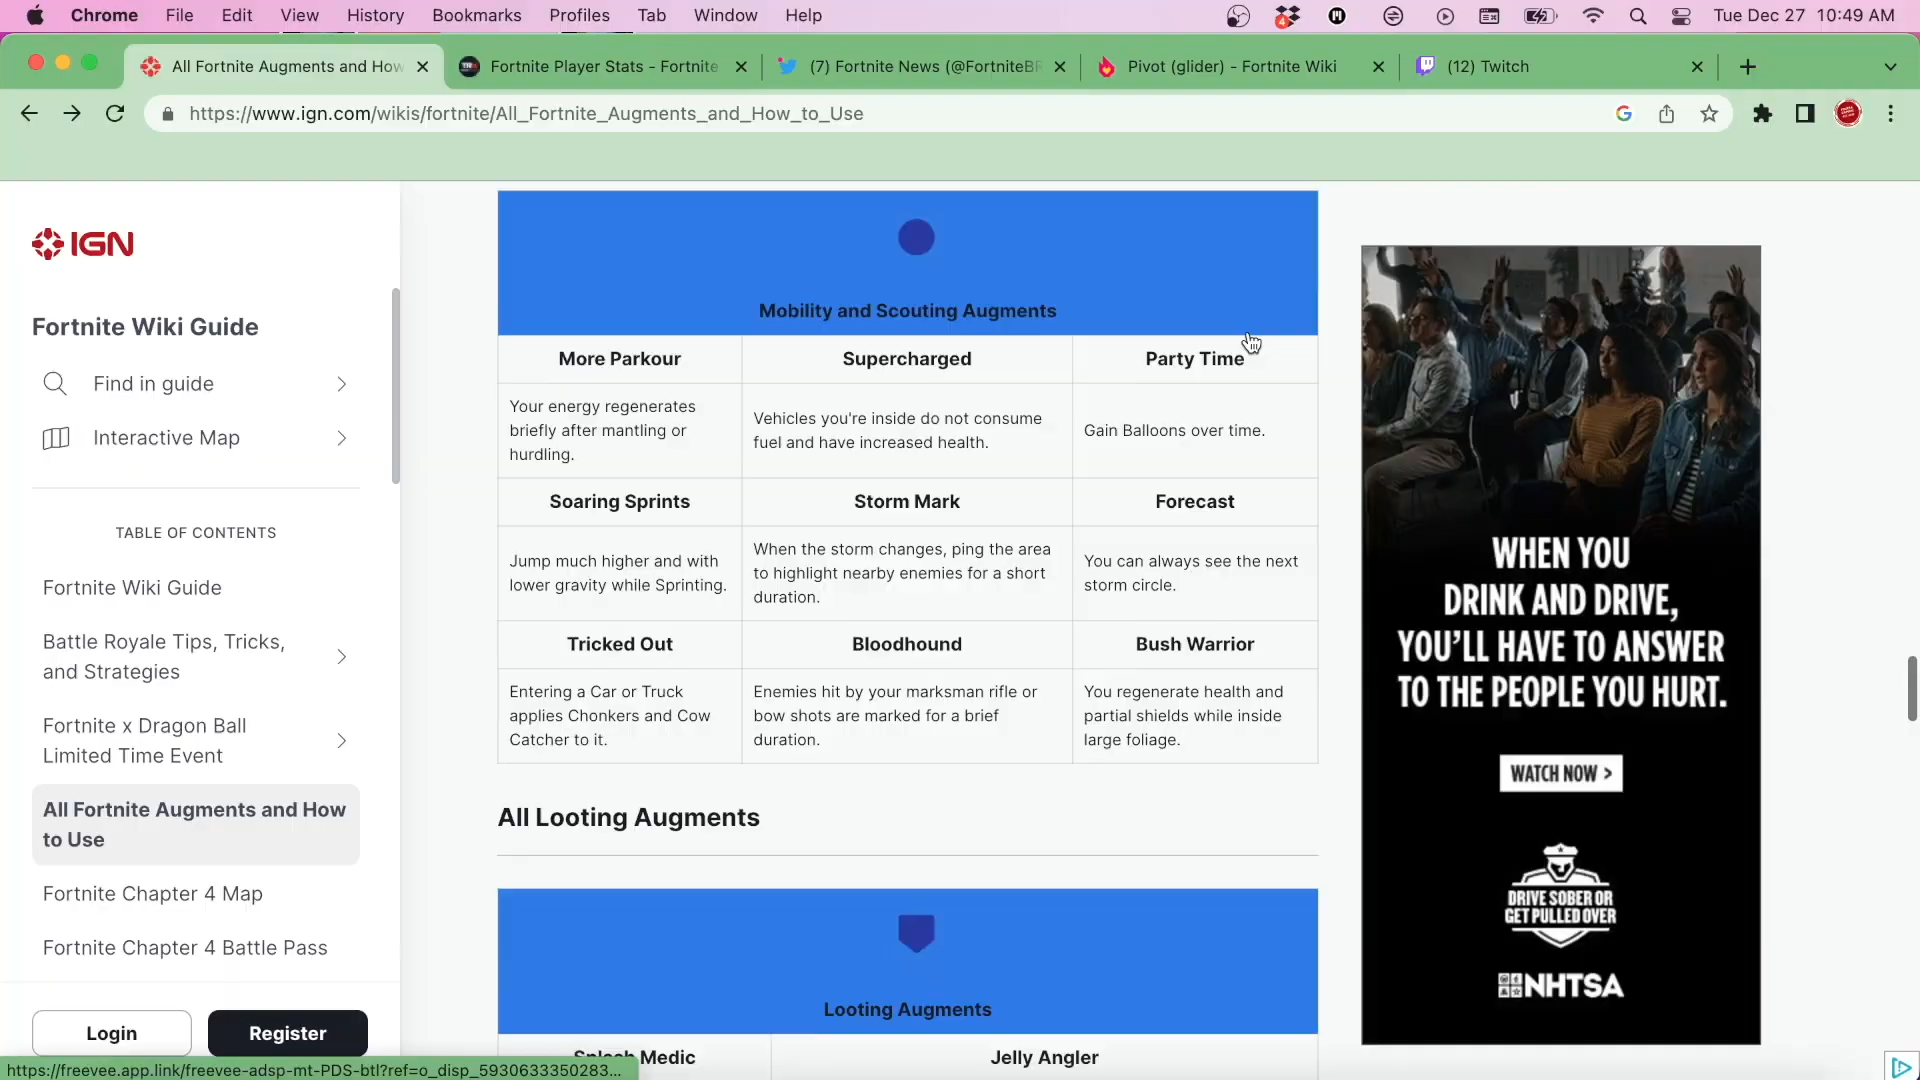 Chrome File Edit View History Bookmarks Profiles Tab Window Help 4 Tue Dec 27 10:49 AM
All Fortnite Augments and How Fortnite Player Stats - Fortnite (7) Fortnite News (@FortniteBR Pivot (glider) - Fortnite Wiki (12) Twitch
https://www.ign.com/wikis/fortnite/All_Fortnite_Augments_and_How_to_Use
IGN
Fortnite Wiki Guide
Find in guide
Interactive Map
TABLE OF CONTENTS
Fortnite Wiki Guide
Battle Royale Tips, Tricks,
and Strategies
Fortnite x Dragon Ball
Limited Time Event
All Fortnite Augments and How
to Use
Fortnite Chapter 4 Map
Fortnite Chapter 4 Battle Pass
Login Register
https://freevee.app.link/freevee-adsp-mt-PDS-btl?ref=o_disp_5930633350283...
Mobility and Scouting Augments
More Parkour Supercharged Party Time
Your energy regenerates
briefly after mantling or
hurdling.
Vehicles you're inside do not consume
fuel and have increased health.
Gain Balloons over time.
Soaring Sprints Storm Mark Forecast
Jump much higher and with
lower gravity while Sprinting.
When the storm changes, ping the area
to highlight nearby enemies for a short
duration.
You can always see the next
storm circle.
Tricked Out Bloodhound Bush Warrior
Entering a Car or Truck
applies Chonkers and Cow
Catcher to it.
Enemies hit by your marksman rifle or
bow shots are marked for a brief
duration.
You regenerate health and
partial shields while inside
large foliage.
All Looting Augments
Looting Augments
Splash Medic Jelly Angler
WHEN YOU
DRINK AND DRIVE,
YOU'LL HAVE TO ANSWER
TO THE PEOPLE YOU HURT.
WATCH NOW >
DRIVE SOBER OR
GET PULLED OVER
NHTSA